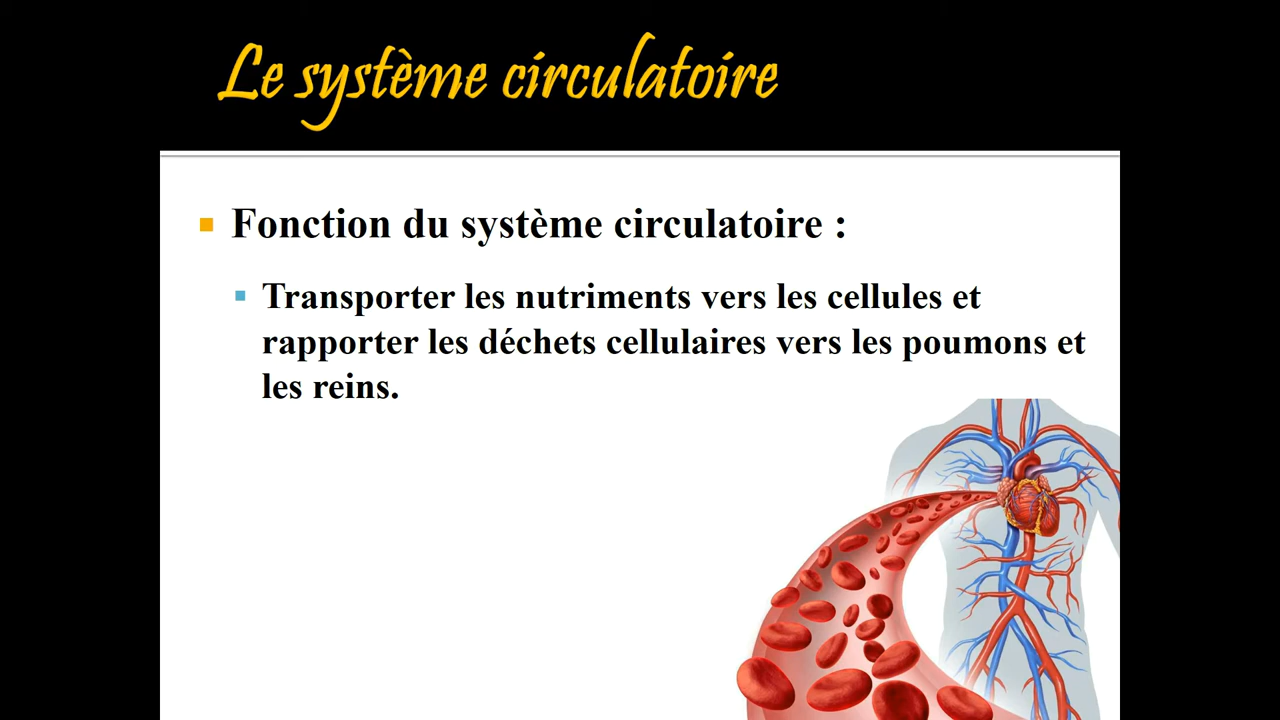 Le système circulatoire
Fonction du système circulatoire :
Transporter les nutriments vers les cellules et
rapporter les déchets cellulaires vers les poumons et
les reins.